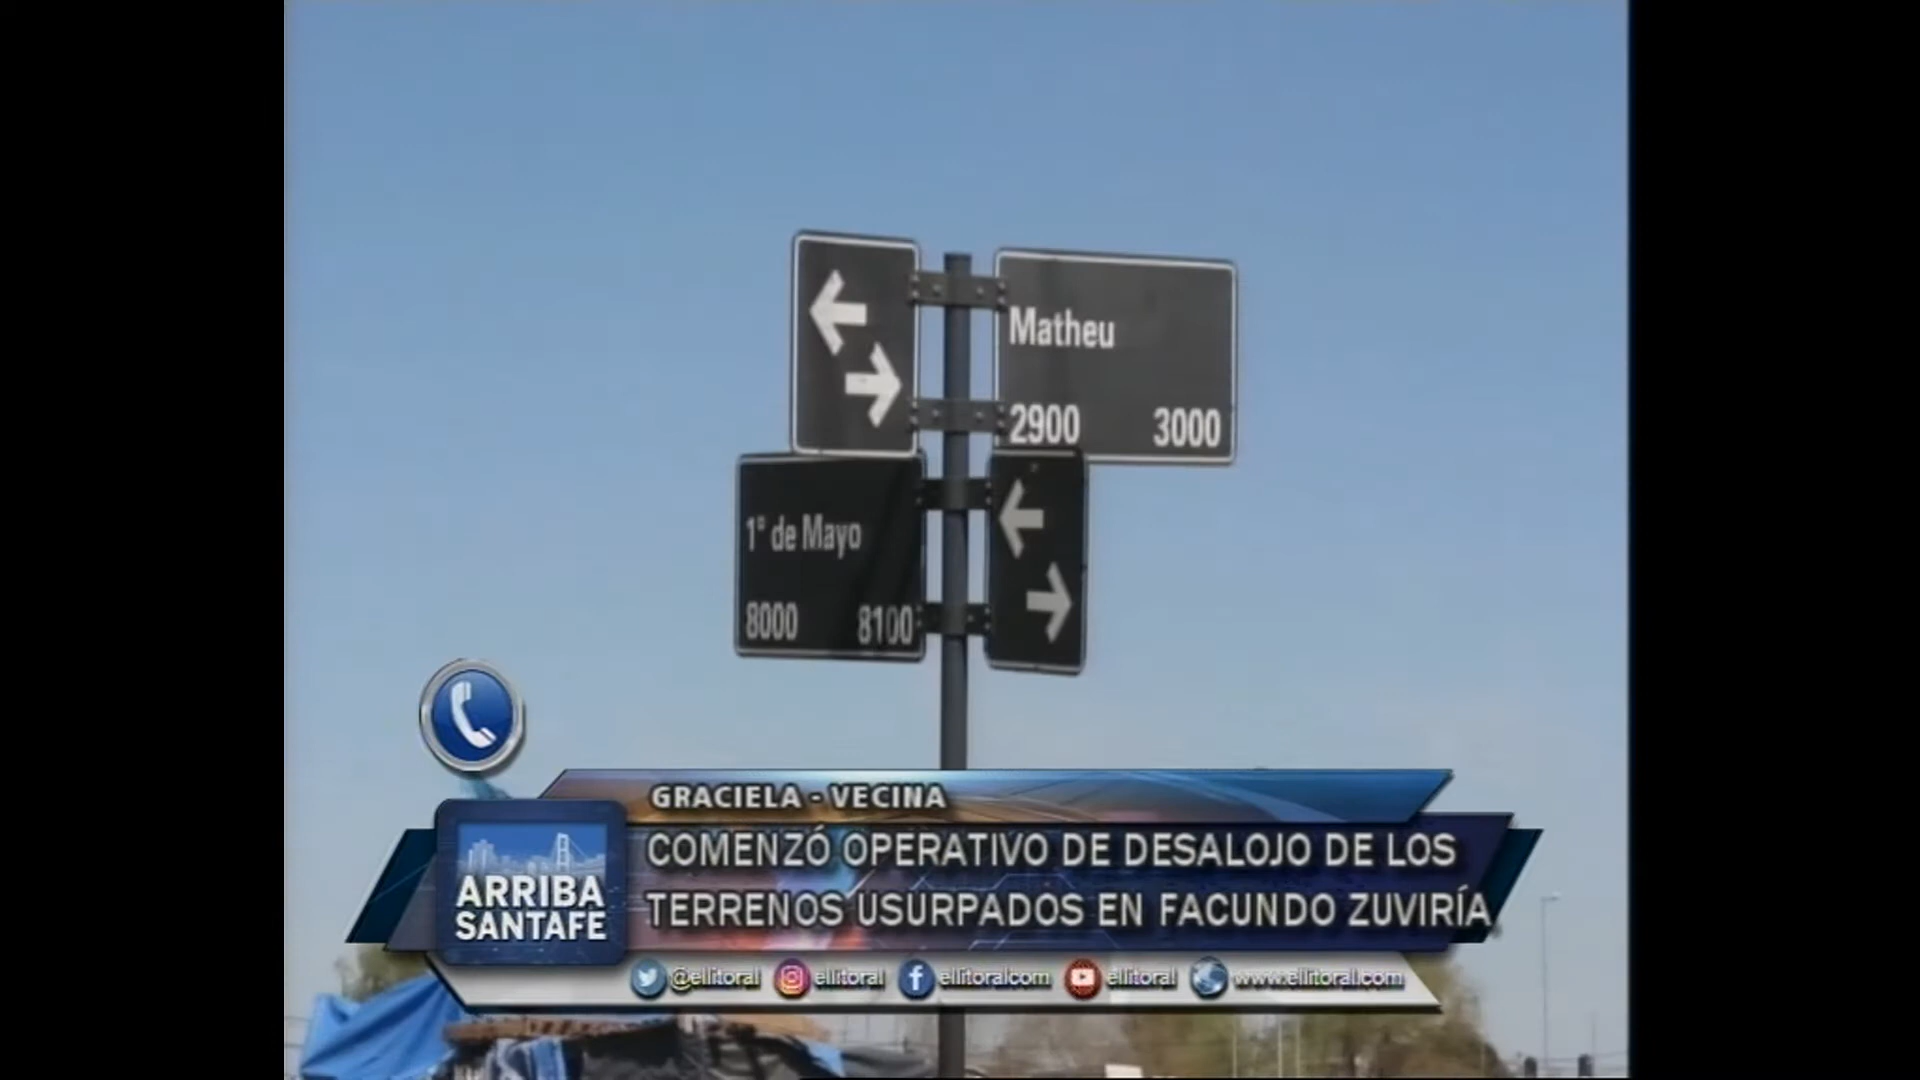 Matheu
2900 3000
1° de Mayo
8000 8100
GRACIELA - VECINA
COMENZÓ OPERATIVO DE DESALOJO DE LOS
TERRENOS USURPADOS EN FACUNDO ZUVIRÍA
ARRIBA
SANTAFE
@ellitoral ellitoral ellitoralcom ellitoral www.ellitoral.com